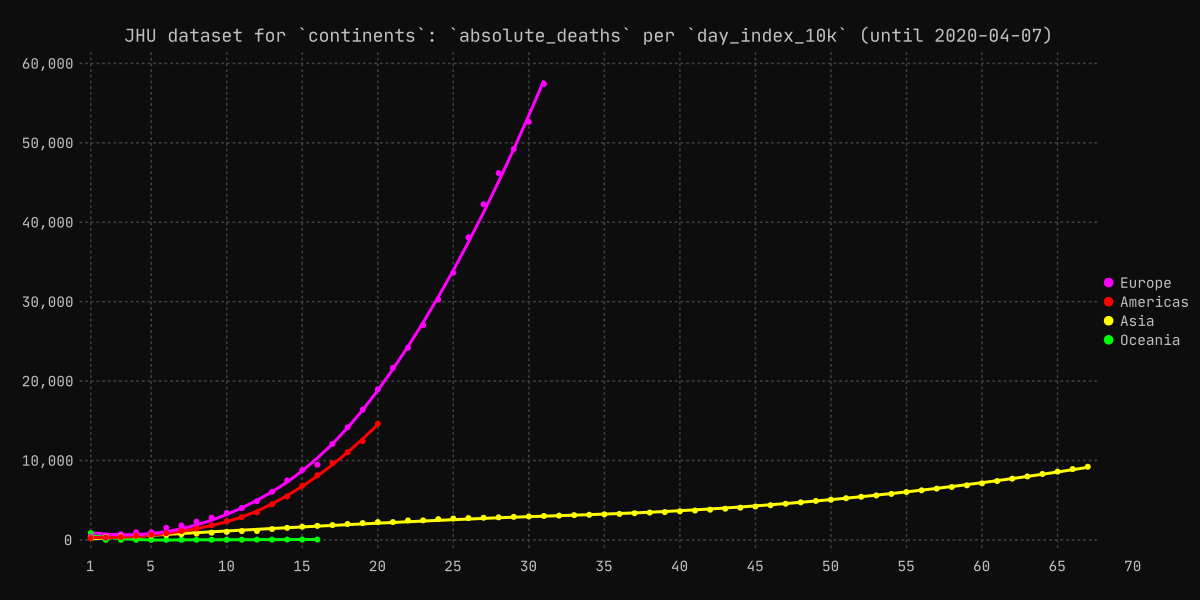 JHU dataset for `continents`: `absolute_deaths` per `day_index_10k` (until 2020-04-07)
60,000
50,000
40,000
30,000
20,000
10,000
0
Europe
Americas
Asia
Oceania
1 5 10 15 20 25 30 35 40 45 50 55 60 65 70